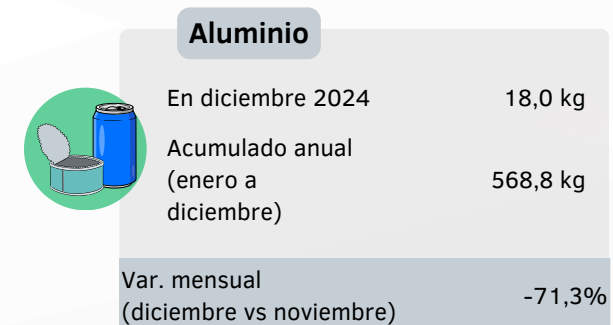 Aluminio
En diciembre 2024 18,0 kg
Acumulado anual
(enero a 568,8 kg
diciembre)
Var. mensual
(diciembre vs noviembre) -71,3%